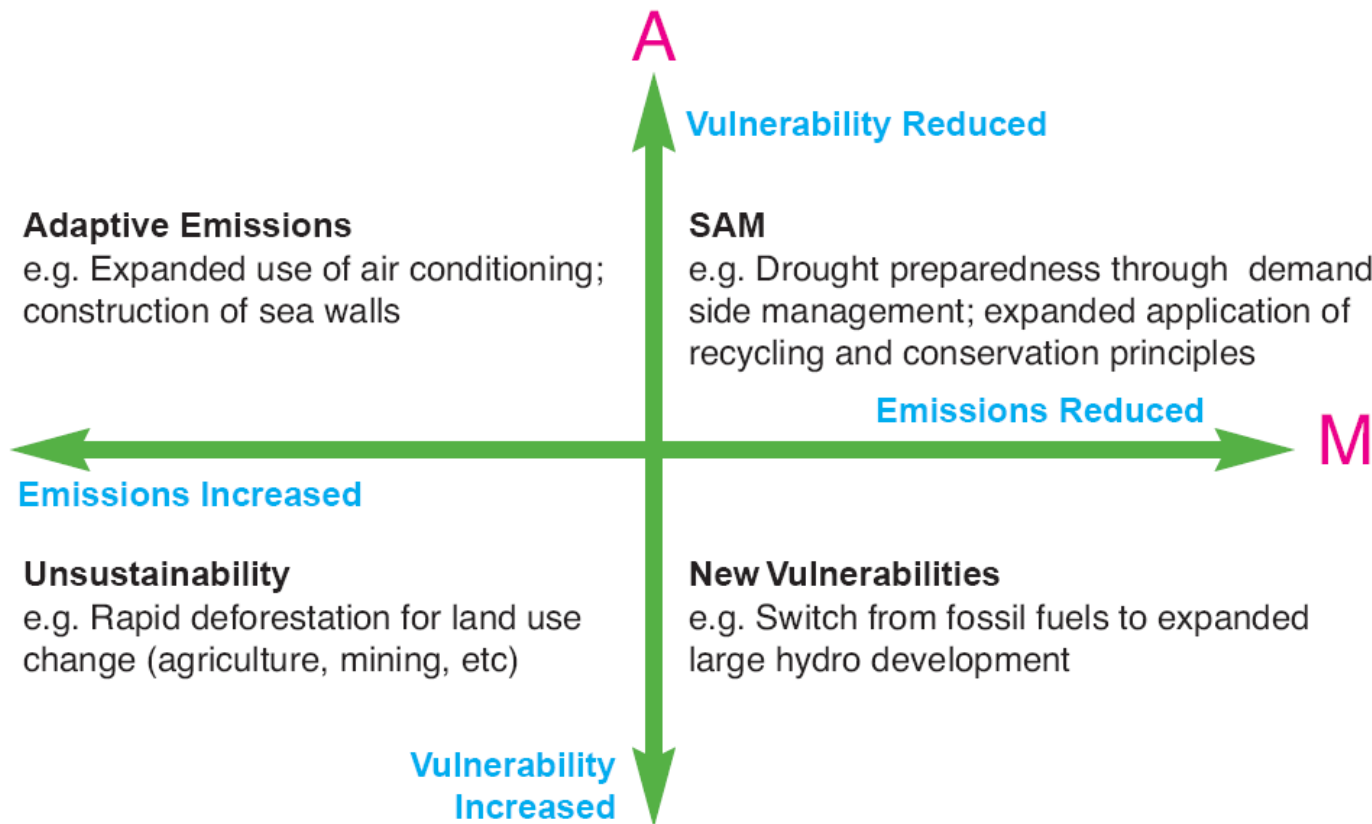 A
Vulnerability Reduced
Adaptive Emissions
e.g. Expanded use of air conditioning;
construction of sea walls
SAM
e.g. Drought preparedness through demand
side management; expanded application of
recycling and conservation principles
Emissions Reduced
M
Emissions Increased
Unsustainability
e.g. Rapid deforestation for land use
change (agriculture, mining, etc)
New Vulnerabilities
e.g. Switch from fossil fuels to expanded
large hydro development
Vulnerability
Increased